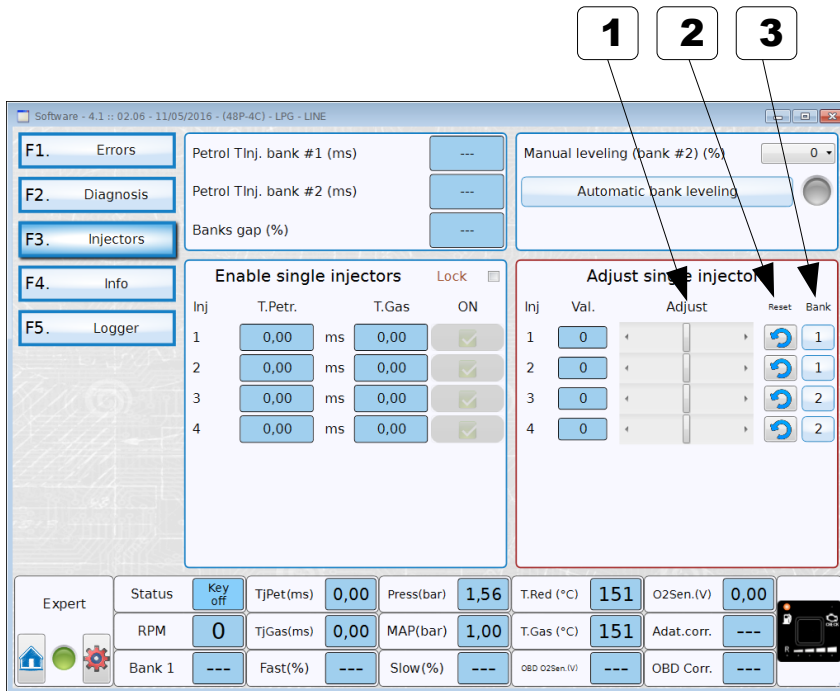 1 2 3
Software - 4.1 :: 02.06 - 11/05/2016 - (48P-4C) - LPG - LINE
F1. Errors
F2. Diagnosis
F3. Injectors
F4. Info
F5. Logger
Petrol TInj. bank #1 (ms) ---
Petrol TInj. bank #2 (ms) ---
Banks gap (%) ---
Manual leveling (bank #2) (%) 0
Automatic bank leveling
Enable single injectors Lock
Inj T.Petr. T.Gas ON
1 0,00 ms 0,00
2 0,00 ms 0,00
3 0,00 ms 0,00
4 0,00 ms 0,00
Adjust single injector
Inj Val. Adjust Reset Bank
1 0 1
2 0 1
3 0 2
4 0 2
Expert
Status Key off TjPet(ms) 0,00 Press(bar) 1,56 T.Red (°C) 151 O2Sen.(V) 0,00
RPM 0 TjGas(ms) 0,00 MAP(bar) 1,00 T.Gas (°C) 151 Adat.corr. ---
Bank 1 --- Fast(%) --- Slow(%) --- OBD O2Sen.(V) --- OBD Corr. ---
R